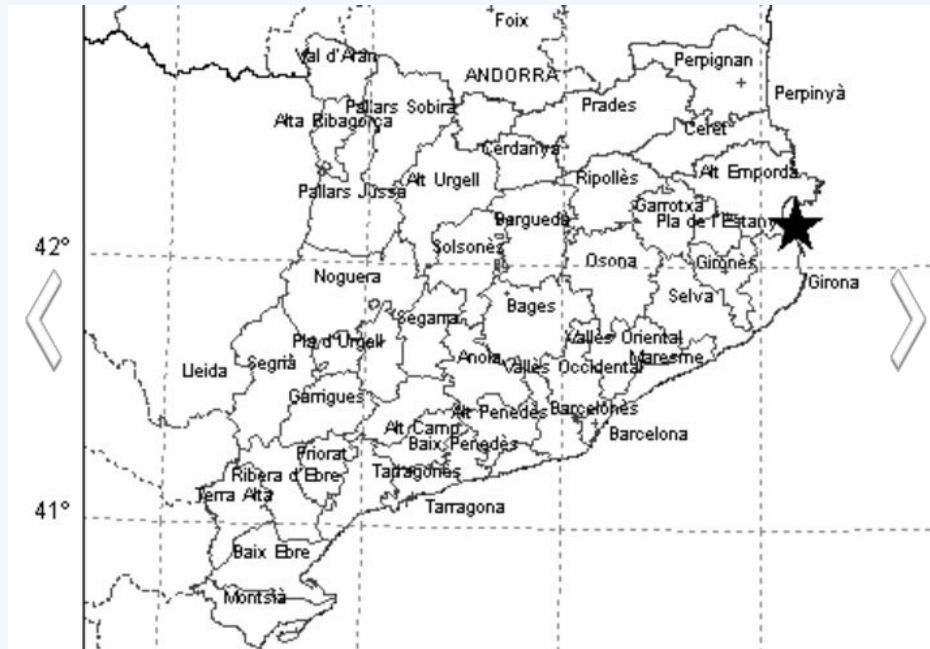 Foix
Val d'Aran
Perpignan
ANDORRA
Perpinyà
Pallars Sobirà
Prades
Alta Ribagorça
Ceret
Cerdanya
Alt Empordà
Alt Urgell
Ripollès
Pallars Jussà
Garrotxa
Berguedà
Pla de l'Estany
Solsonès
42°
Osona
Gironès
Noguera
Girona
Selva
Bages
Segarra
Pla d'Urgell
Vallès Oriental
Lleida
Segrià
Anoia
Maresme
Vallès Occidental
Garrigues
Alt Penedès
Barcelonès
Alt Camp
Barcelona
Baix Penedès
Priorat
Ribera d'Ebre
Tarragonès
Terra Alta
Tarragona
41°
Baix Ebre
Montsià